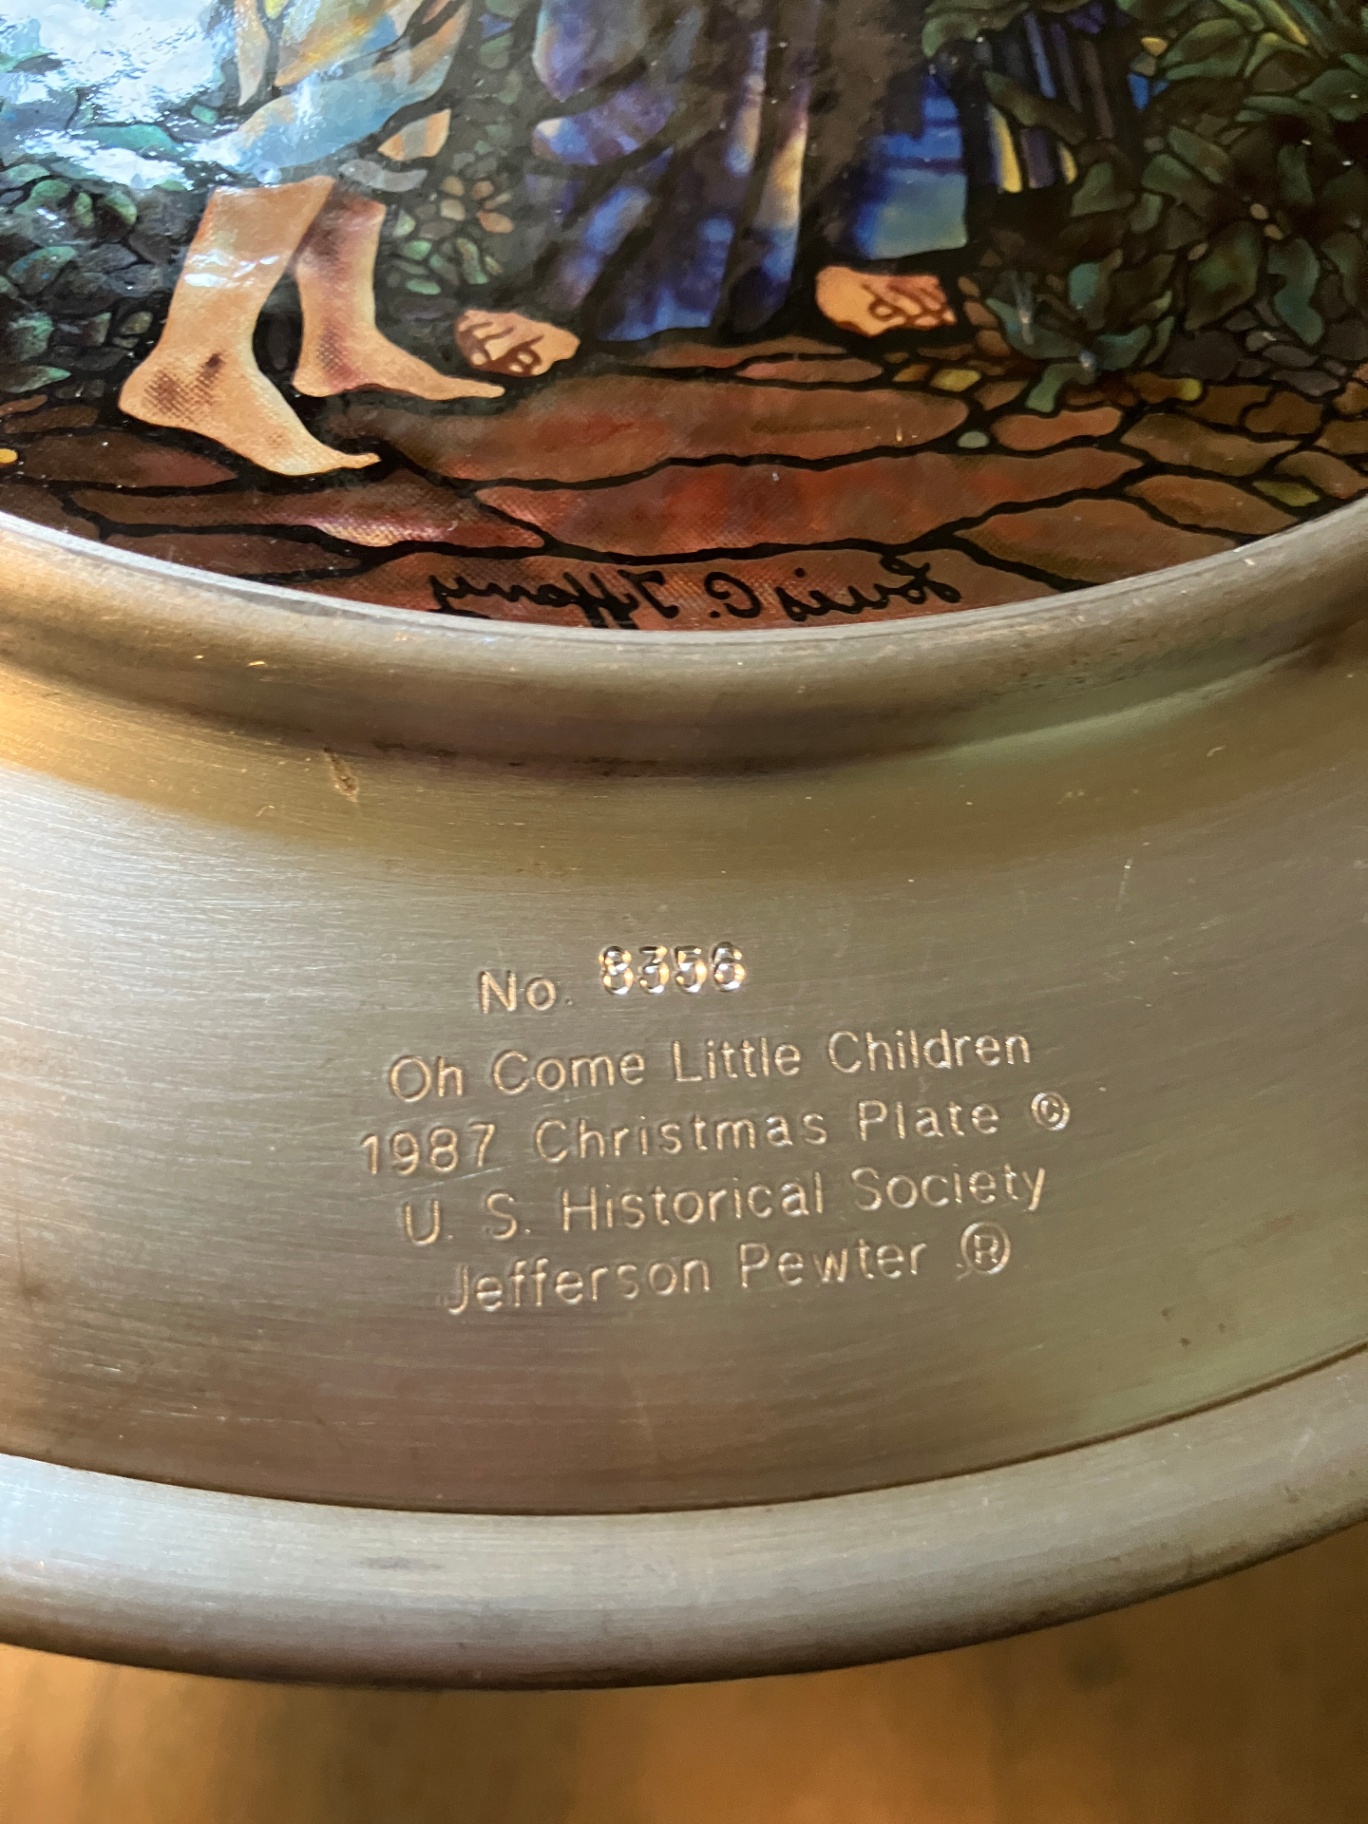 Louis C. Tiffany
No. 8356
Oh Come Little Children
1987 Christmas Plate ©
U. S. Historical Society
Jefferson Pewter ®